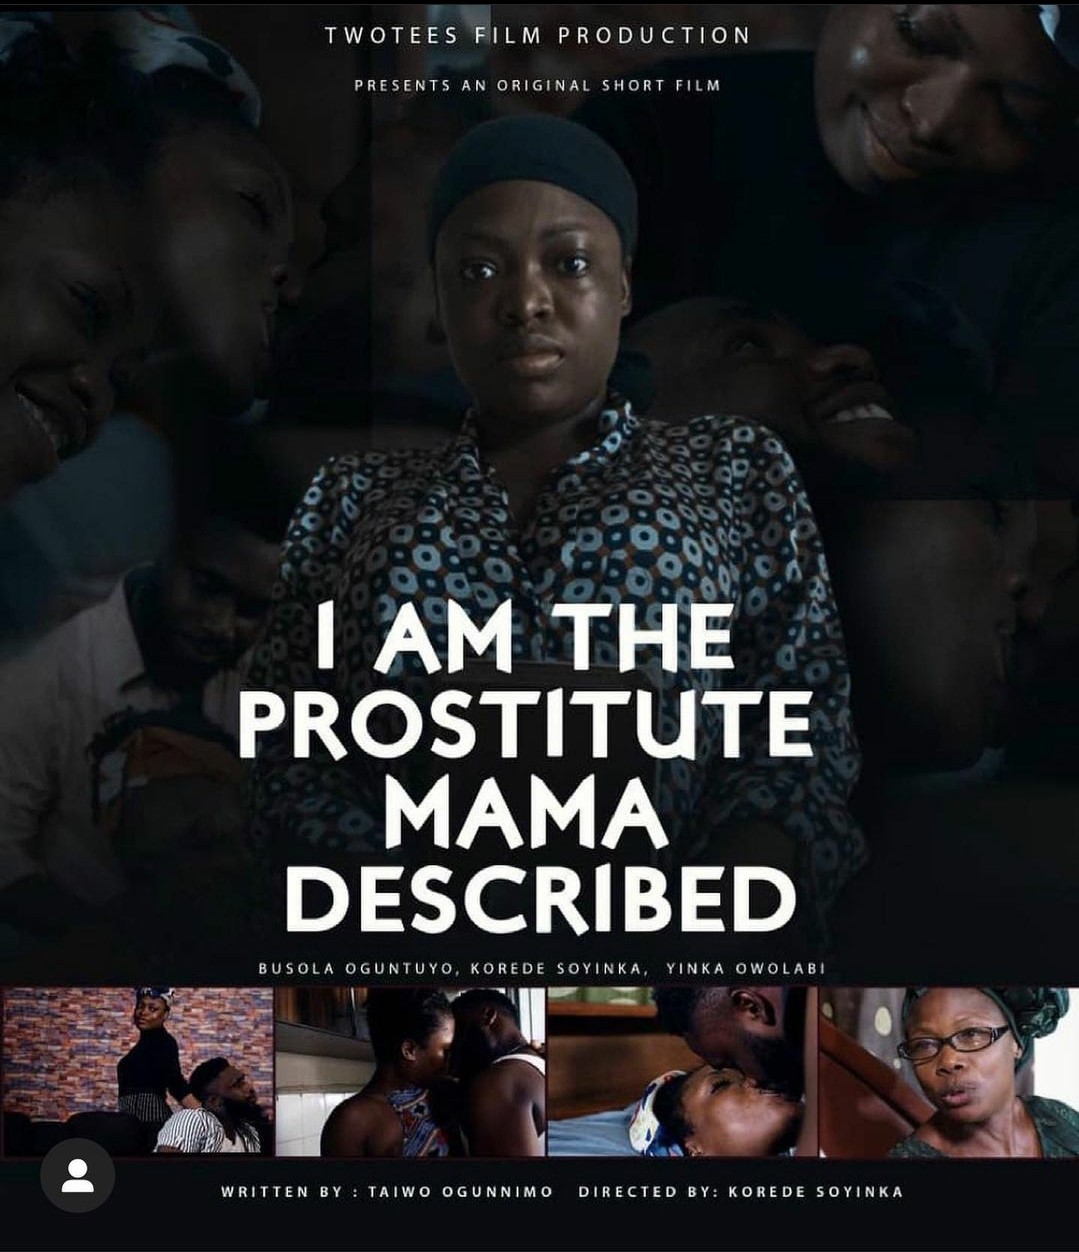 TWOTEES FILM PRODUCTION
PRESENTS AN ORIGINAL SHORT FILM
I AM THE
PROSTITUTE
MAMA
DESCRIBED
BUSOLA OGUNTUYO, KOREDE SOYINKA, YINKA OWOLABI
WRITTEN BY : TAIWO OGUNNIMO DIRECTED BY: KOREDE SOYINKA